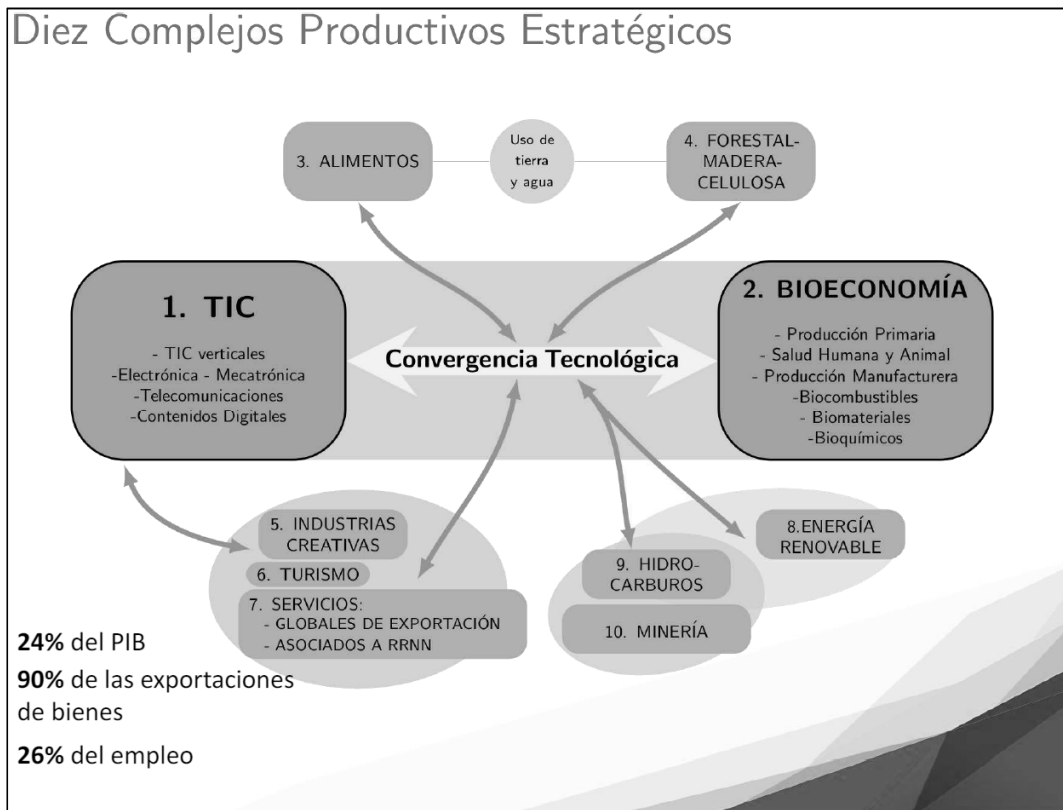 Diez Complejos Productivos Estratégicos
3. ALIMENTOS
Uso de
tierra
y agua
4. FORESTAL-
MADERA-
CELULOSA
1. TIC
- TIC verticales
-Electrónica - Mecatrónica
-Telecomunicaciones
-Contenidos Digitales
Convergencia Tecnológica
2. BIOECONOMÍA
- Producción Primaria
- Salud Humana y Animal
- Producción Manufacturera
-Biocombustibles
- Biomateriales
-Bioquímicos
5. INDUSTRIAS
CREATIVAS
6. TURISMO
7. SERVICIOS:
- GLOBALES DE EXPORTACIÓN
- ASOCIADOS A RRNN
8.ENERGÍA
RENOVABLE
9. HIDRO-
CARBUROS
10. MINERÍA
24% del PIB
90% de las exportaciones
de bienes
26% del empleo